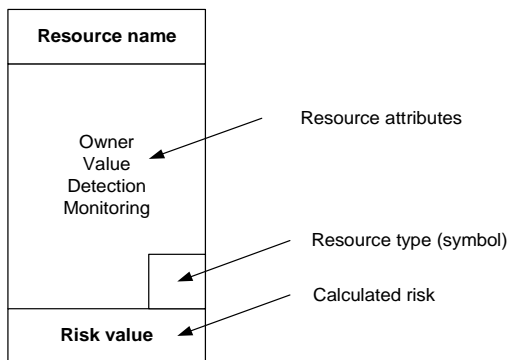 Resource name
Owner
Value
Detection
Monitoring
Resource attributes
Resource type (symbol)
Calculated risk
Risk value